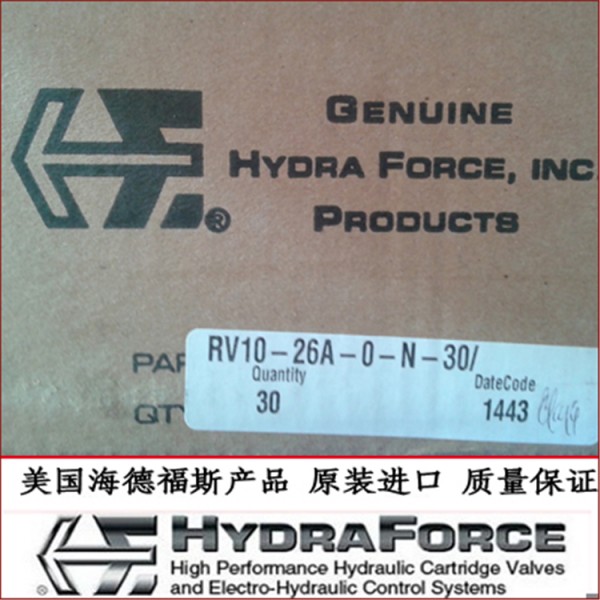 GENUINE
HYDRA FORCE, INC.
PRODUCTS
®
RV10-26A-0-N-30/
PAR
Quantity
DateCode
QTY
30
1443
美国海德福斯产品 原装进口 质量保证
HYDRAFORCE
High Performance Hydraulic Cartridge Valves
® and Electro-Hydraulic Control Systems